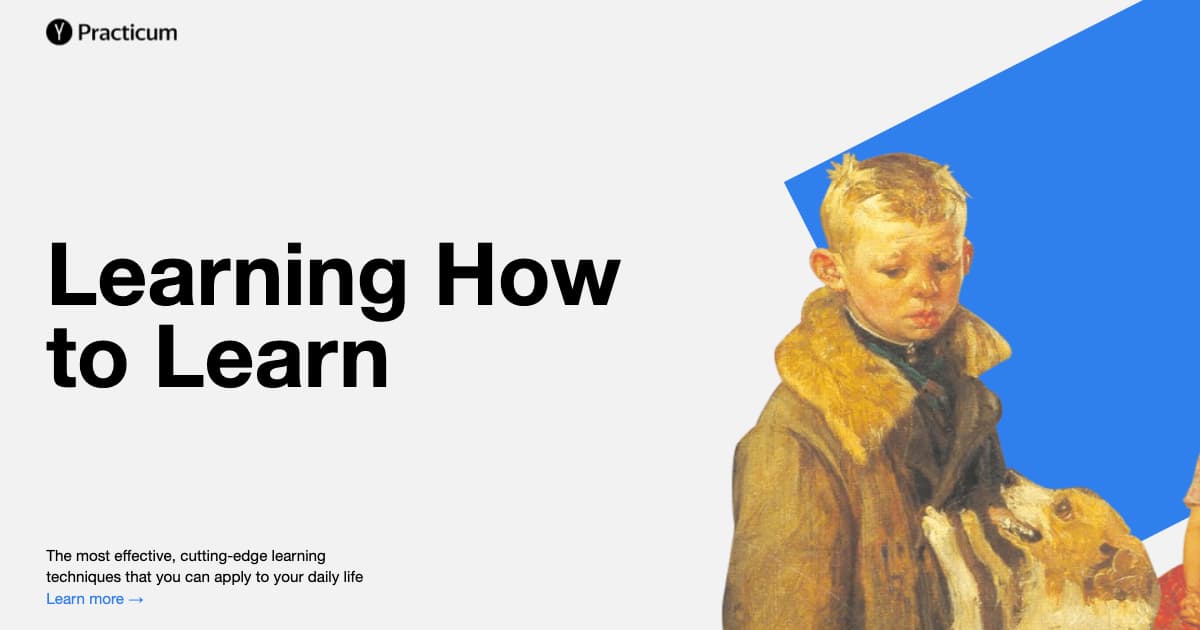 Practicum
Learning How
to Learn
The most effective, cutting-edge learning
techniques that you can apply to your daily life
Learn more →